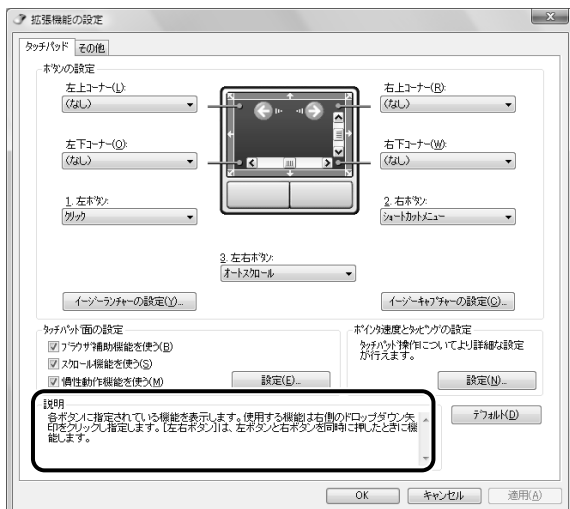 拡張機能の設定
タッチパッド その他
ボタンの設定
左上コーナー(L):
(なし)
右上コーナー(R):
(なし)
左下コーナー(O):
(なし)
右下コーナー(W):
(なし)
1. 左ボタン:
クリック
2. 右ボタン:
ショートカットメニュー
3. 左右ボタン:
オートスクロール
イージーランチャーの設定(Y)...
イージーキャプチャーの設定(C)...
タッチパッド面の設定
ブラウザ補助機能を使う(B)
スクロール機能を使う(S)
慣性動作機能を使う(M)
設定(E)...
ポインタ速度とタッピングの設定
タッチパッド操作についてより詳細な設定
が行えます。
設定(N)...
説明
各ボタンに指定されている機能を表示します。使用する機能は右側のドロップダウン矢
印をクリックし指定します。[左右ボタン]は、左ボタンと右ボタンを同時に押したときに機
能します。
デフォルト(D)
OK キャンセル 適用(A)